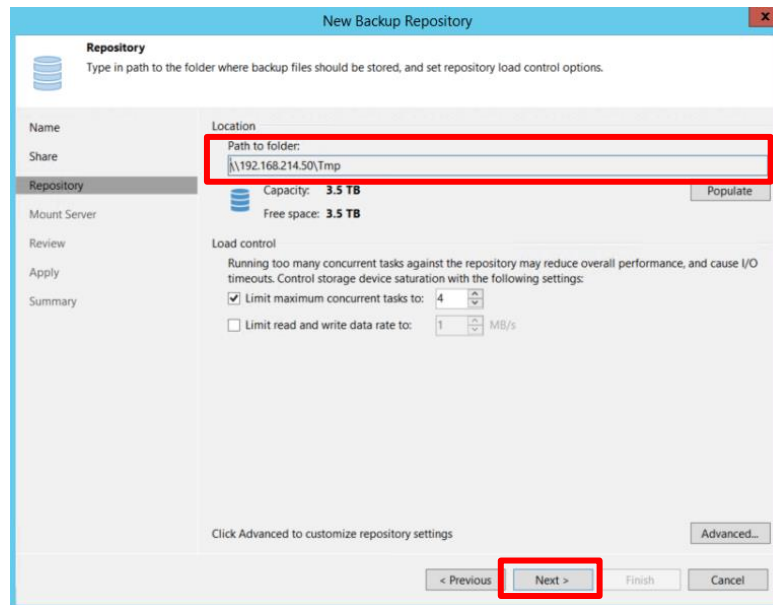 New Backup Repository
x
Repository
Type in path to the folder where backup files should be stored, and set repository load control options.
Name
Share
Repository
Mount Server
Review
Apply
Summary
Location
Path to folder:
\\192.168.214.50\Tmp
Capacity: 3.5 TB
Populate
Free space: 3.5 TB
Load control
Running too many concurrent tasks against the repository may reduce overall performance, and cause I/O
timeouts. Control storage device saturation with the following settings:
Limit maximum concurrent tasks to: 4
Limit read and write data rate to: 1 MB/s
Click Advanced to customize repository settings
Advanced...
< Previous
Next >
Finish
Cancel